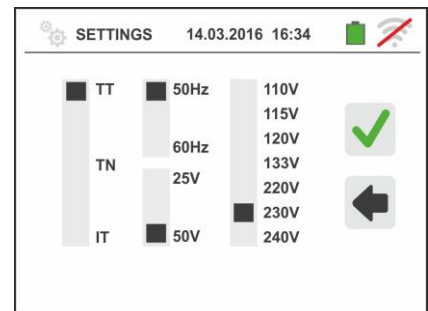 SETTINGS 14.03.2016 16:34
TT
TN
IT
50Hz
60Hz
25V
50V
110V
115V
120V
133V
220V
230V
240V